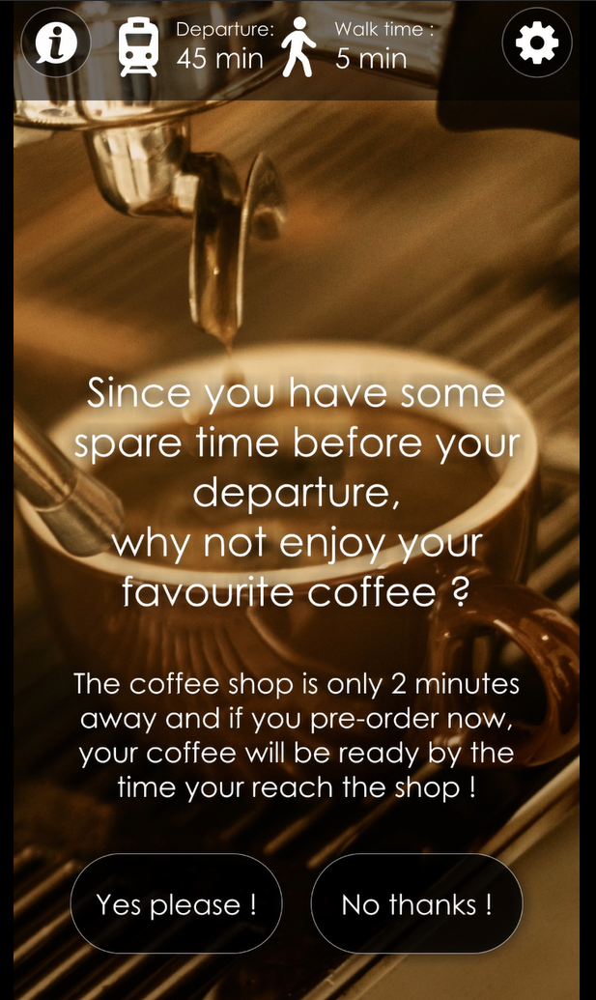 Departure:
45 min
Walk time :
5 min
Since you have some
spare time before your
departure,
why not enjoy your
favourite coffee ?
The coffee shop is only 2 minutes
away and if you pre-order now,
your coffee will be ready by the
time your reach the shop !
Yes please !
No thanks !